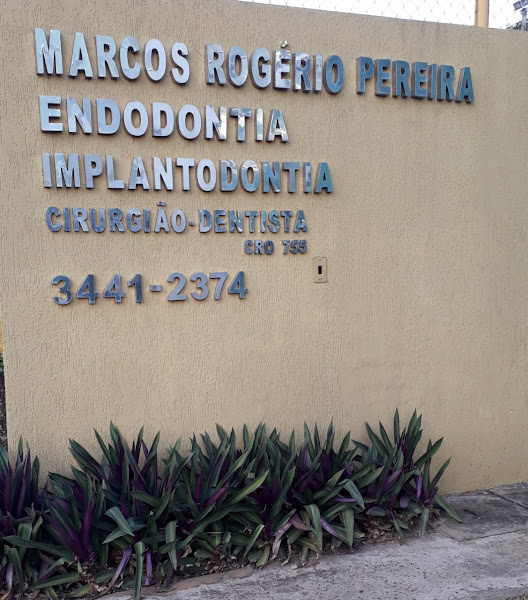 MARCOS ROGÉRIO PEREIRA
ENDODONTIA
IMPLANTODONTIA
CIRURGIÃO-DENTISTA
CRO 755
3441-2374